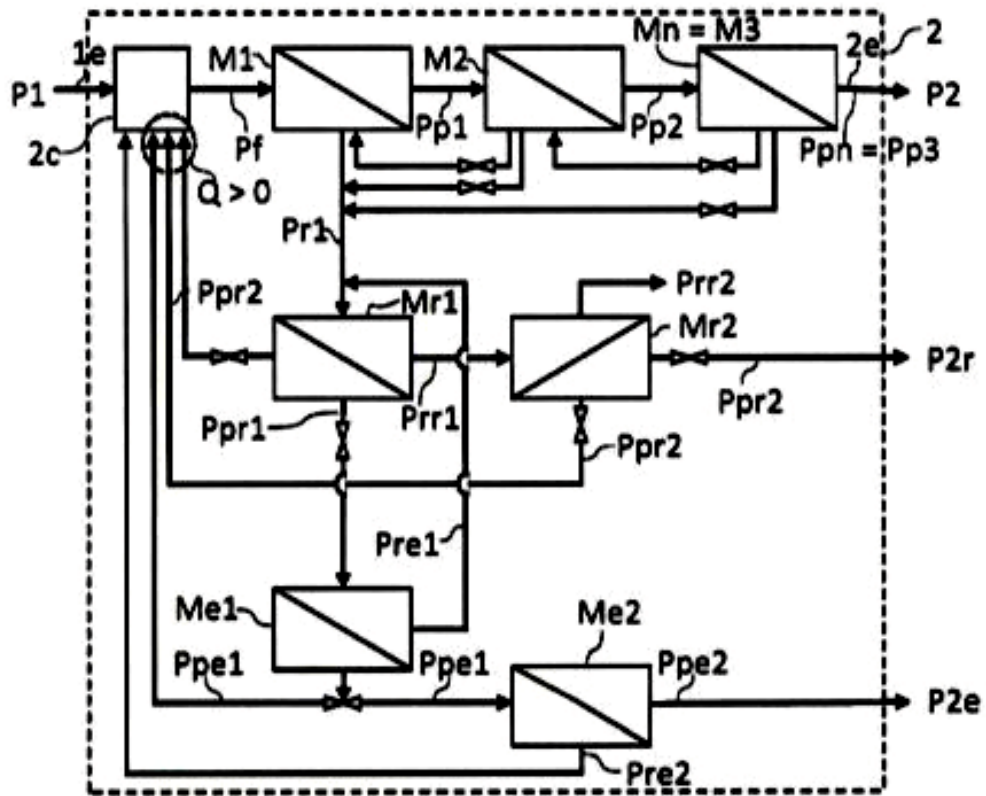 Mn = M3
2e
2
1e
M1
M2
P1
P2
2c
Pf
Pp1
Pp2
Ppn = Pp3
Q > 0
Pr1
Ppr2
Mr1
Prr2
Mr2
P2r
Prr1
Ppr2
Ppr1
Ppr2
Pre1
Me1
Me2
Ppe1
Ppe1
Ppe2
P2e
Pre2